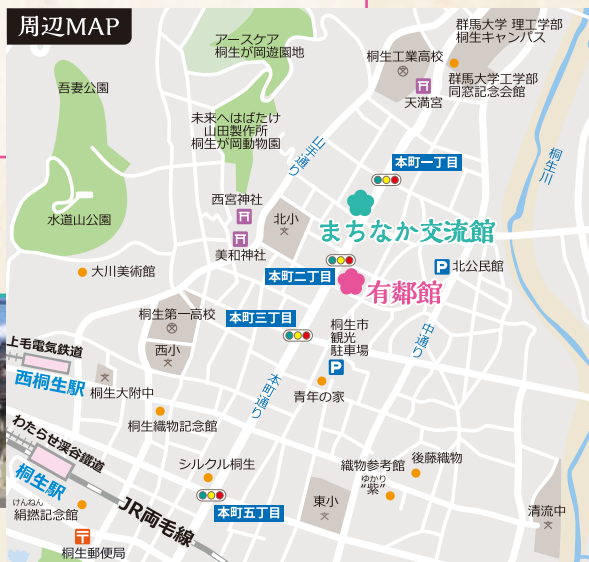 周辺MAP
群馬大学 理工学部
桐生キャンパス
アースケア
桐生が岡遊園地
桐生工業高校
文
群馬大学工学部
同窓記念会館
天満宮
吾妻公園
未来へはばたけ
山田製作所
桐生が岡動物園
山手通り
本町一丁目
桐生川
西宮神社
北小
文
まちなか交流館
水道山公園
美和神社
大川美術館
本町二丁目
P
北公民館
有鄰館
桐生第一高校
文
本町三丁目
桐生市
観光
駐車場
P
中通り
西小
文
上毛電気鉄道
西桐生駅
文
桐生大附中
本町通り
青年の家
桐生織物記念館
わたらせ渓谷鐵道
桐生駅
シルクル桐生
織物参考館
ゆかり
“紫”
後藤織物
けんねん
絹撚記念館
JR両毛線
本町五丁目
東小
文
清流中
文
〒
桐生郵便局